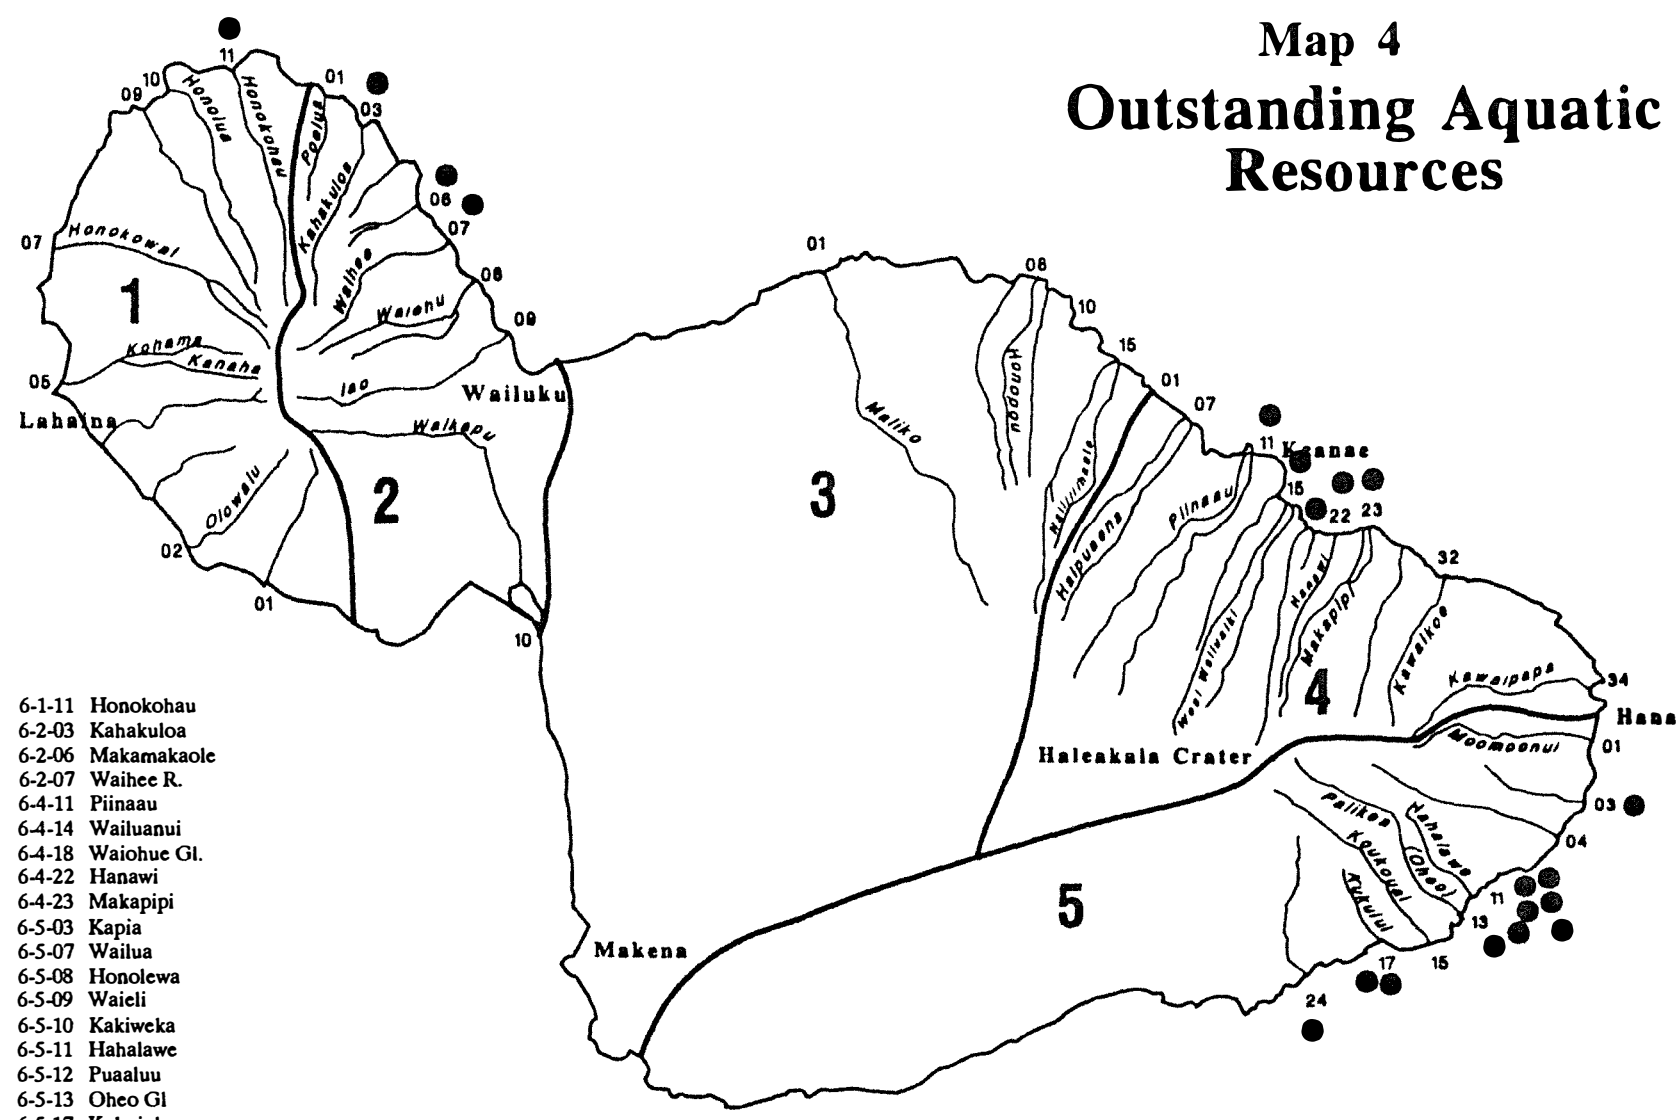 Map 4
Outstanding Aquatic
Resources
11
10
09
01
03
Honolua
Honokohau
Poelua
Kahakuloa
06
07
07
Honokowai
Waihee
08
Waiehu
09
1
Kohama
Kanaha
05
Iao
Wailuku
Lahaina
Waikapu
Olowalu
2
02
01
10
01
08
10
15
Honopou
Maliko
3
01
07
11
Keanae
15
22
23
Haipuaena
Piinaau
Hanawi
32
West Wailuaiki
Makapipi
4
Kawaikoe
Kawaipapa
34
Hana
Haleakala Crater
Moomoonui
01
03
04
Palikea
Hahalawe
(Oheo)
Koukouai
Kukuiui
5
11
13
15
17
24
Makena
6-1-11 Honokohau
6-2-03 Kahakuloa
6-2-06 Makamakaole
6-2-07 Waihee R.
6-4-11 Piinaau
6-4-14 Wailuanui
6-4-18 Waiohue Gl.
6-4-22 Hanawi
6-4-23 Makapipi
6-5-03 Kapia
6-5-07 Wailua
6-5-08 Honolewa
6-5-09 Waieli
6-5-10 Kakiweka
6-5-11 Hahalawe
6-5-12 Puaaluu
6-5-13 Oheo Gl